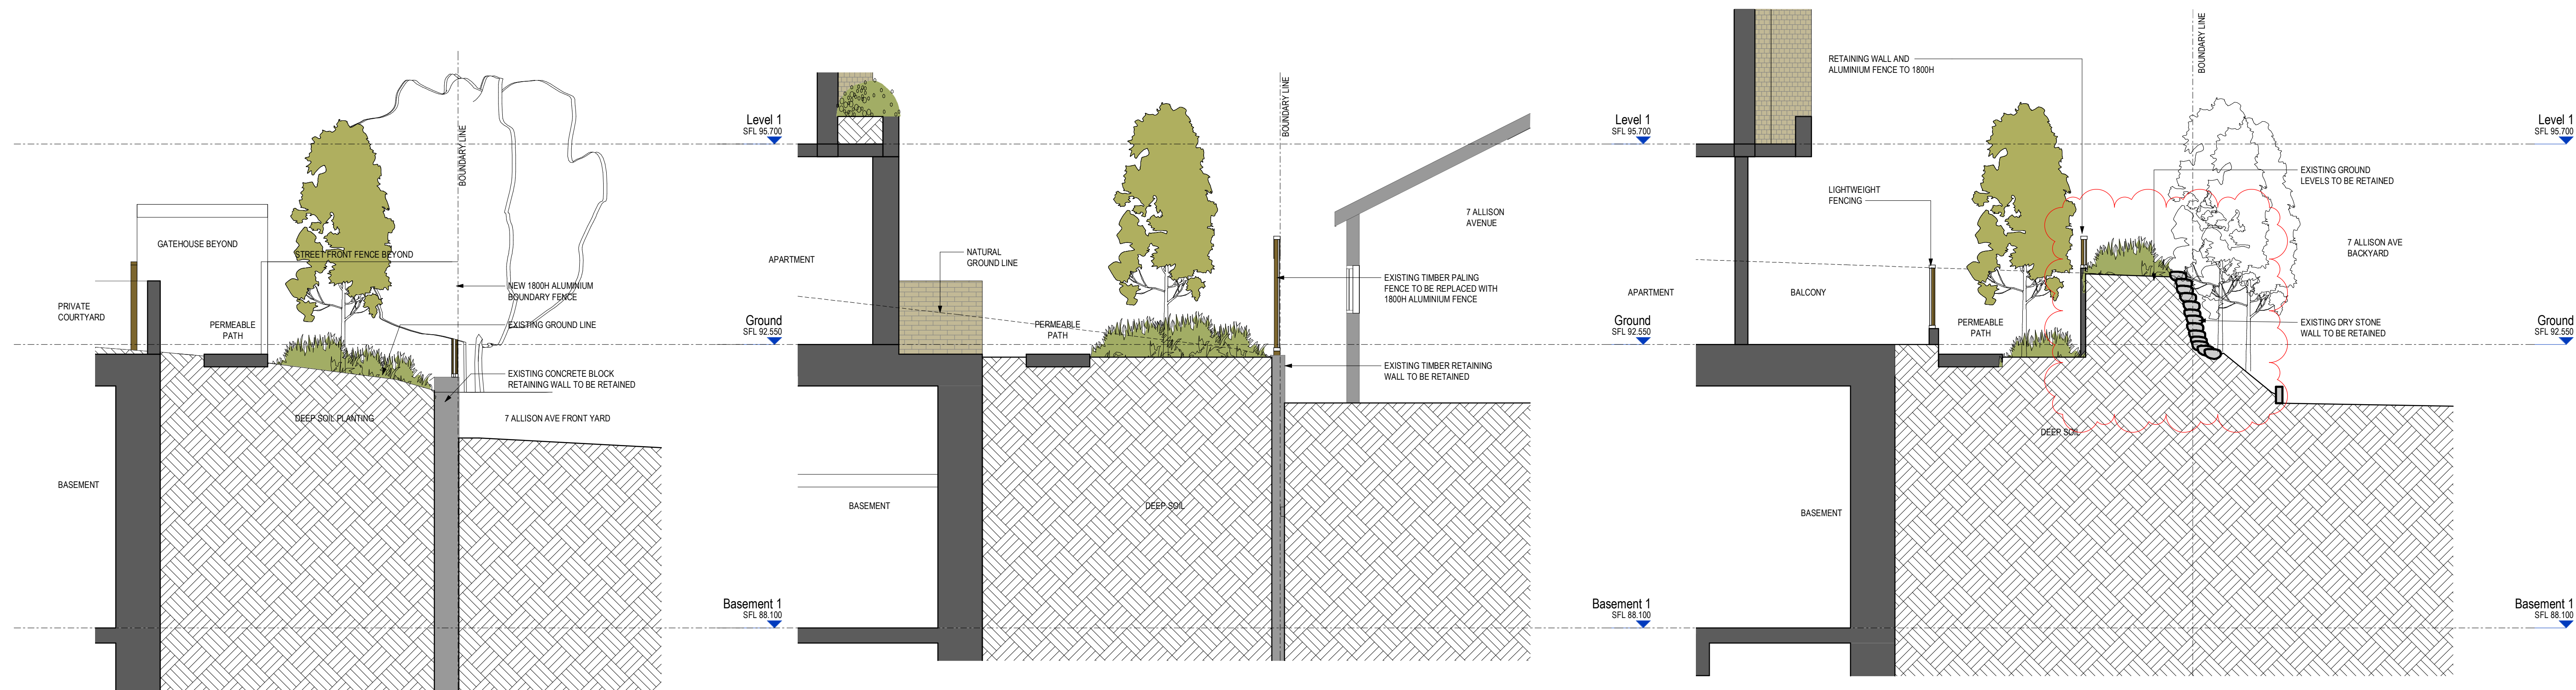 BOUNDARY LINE
GATEHOUSE BEYOND
STREET FRONT FENCE BEYOND
NEW 1800H ALUMINIUM
BOUNDARY FENCE
PRIVATE
COURTYARD
PERMEABLE
PATH
EXISTING GROUND LINE
EXISTING CONCRETE BLOCK
RETAINING WALL TO BE RETAINED
DEEP SOIL PLANTING
7 ALLISON AVE FRONT YARD
BASEMENT
Level 1
SFL 95.700
Ground
SFL 92.550
Basement 1
SFL 88.100
BOUNDARY LINE
7 ALLISON
AVENUE
APARTMENT
NATURAL
GROUND LINE
EXISTING TIMBER PALING
FENCE TO BE REPLACED WITH
1800H ALUMINIUM FENCE
PERMEABLE
PATH
EXISTING TIMBER RETAINING
WALL TO BE RETAINED
BASEMENT
DEEP SOIL
Level 1
SFL 95.700
Ground
SFL 92.550
Basement 1
SFL 88.100
BOUNDARY LINE
RETAINING WALL AND
ALUMINIUM FENCE TO 1800H
EXISTING GROUND
LEVELS TO BE RETAINED
LIGHTWEIGHT
FENCING
7 ALLISON AVE
BACKYARD
APARTMENT
BALCONY
PERMEABLE
PATH
EXISTING DRY STONE
WALL TO BE RETAINED
DEEP SOIL
BASEMENT
Level 1
SFL 95.700
Ground
SFL 92.550
Basement 1
SFL 88.100